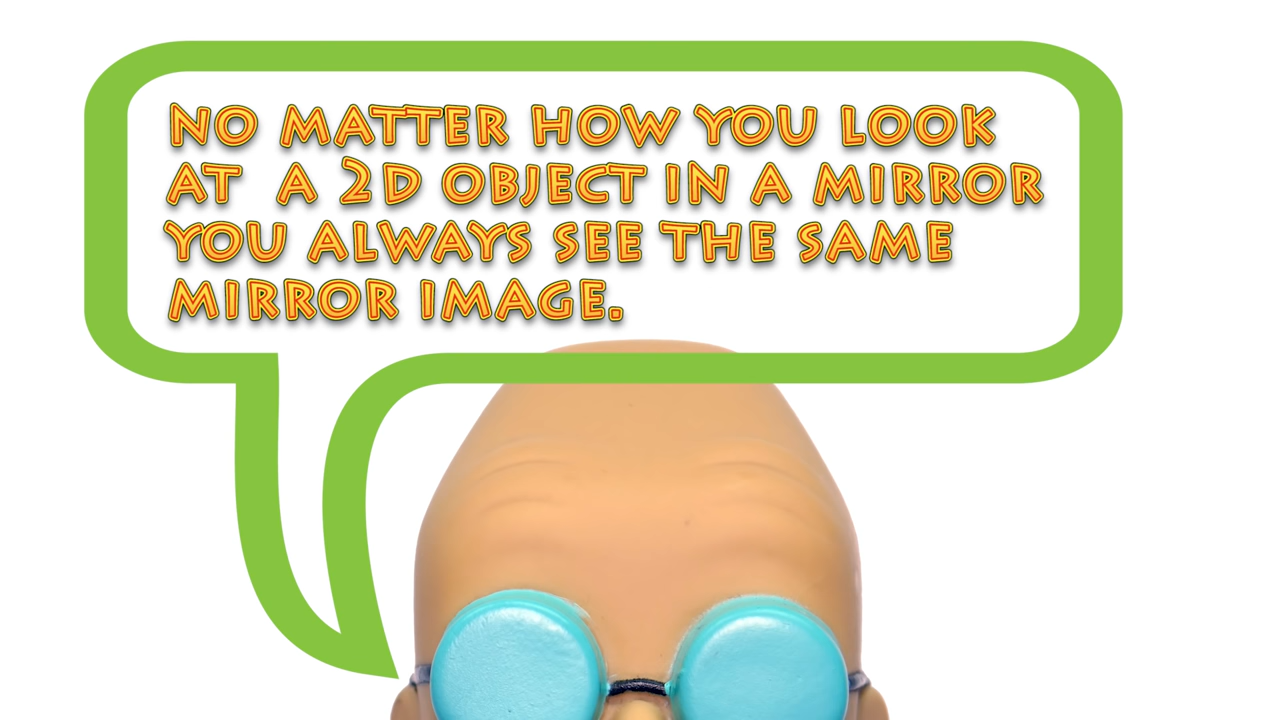 NO MATTER HOW YOU LOOK
AT A 2D OBJECT IN A MIRROR
YOU ALWAYS SEE THE SAME
MIRROR IMAGE.